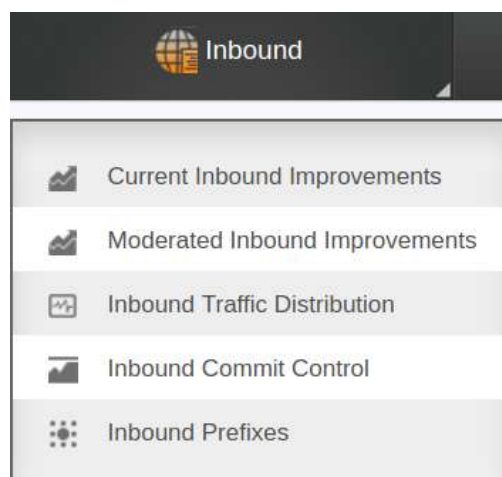 Inbound
Current Inbound Improvements
Moderated Inbound Improvements
Inbound Traffic Distribution
Inbound Commit Control
Inbound Prefixes